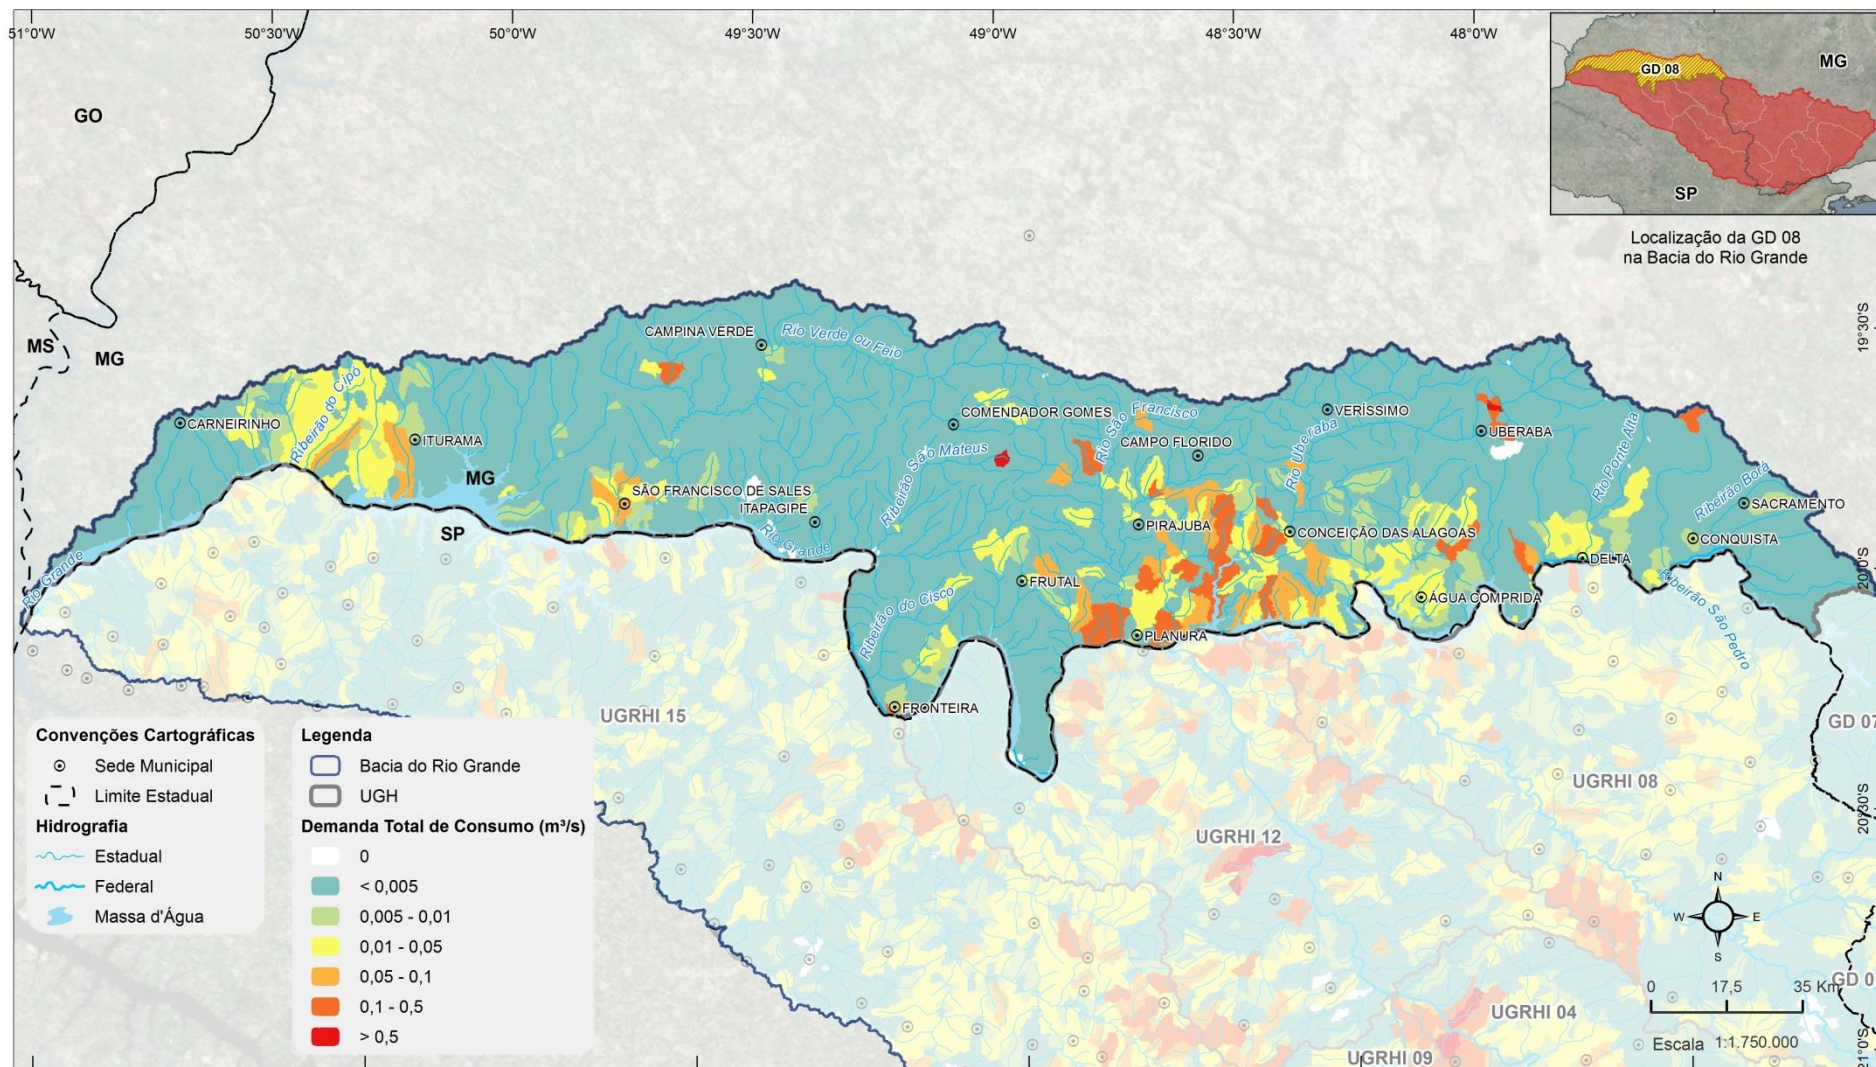 51°0'W
50°30'W
50°0'W
49°30'W
49°0'W
48°30'W
48°0'W
GD 08
MG
SP
Localização da GD 08
na Bacia do Rio Grande
GO
MS
MG
19°30'S
20°0'S
20°30'S
21°0'S
CAMPINA VERDE
Rio Verde ou Feio
CARNEIRINHO
Ribeirão do Cipó
ITURAMA
COMENDADOR GOMES
Rio São Francisco
VERÍSSIMO
CAMPO FLORIDO
Rio Uberaba
UBERABA
Rio Ponte Alta
Ribeirão São Mateus
MG
SÃO FRANCISCO DE SALES
ITAPAGIPE
Ribeirão Borá
SACRAMENTO
SP
Rio Grande
PIRAJUBA
CONCEIÇÃO DAS ALAGOAS
CONQUISTA
DELTA
Rio Grande
FRUTAL
ÁGUA COMPRIDA
Ribeirão do Cisco
PLANURA
Ribeirão São Pedro
FRONTEIRA
UGRHI 15
GD 07
UGRHI 08
UGRHI 12
UGRHI 04
UGRHI 09
GD 0
Convenções Cartográficas
Sede Municipal
Limite Estadual
Hidrografia
Estadual
Federal
Massa d'Água
Legenda
Bacia do Rio Grande
UGH
Demanda Total de Consumo (m³/s)
0
< 0,005
0,005 - 0,01
0,01 - 0,05
0,05 - 0,1
0,1 - 0,5
> 0,5
N
W
E
S
0
17,5
35 Km
Escala 1:1.750.000